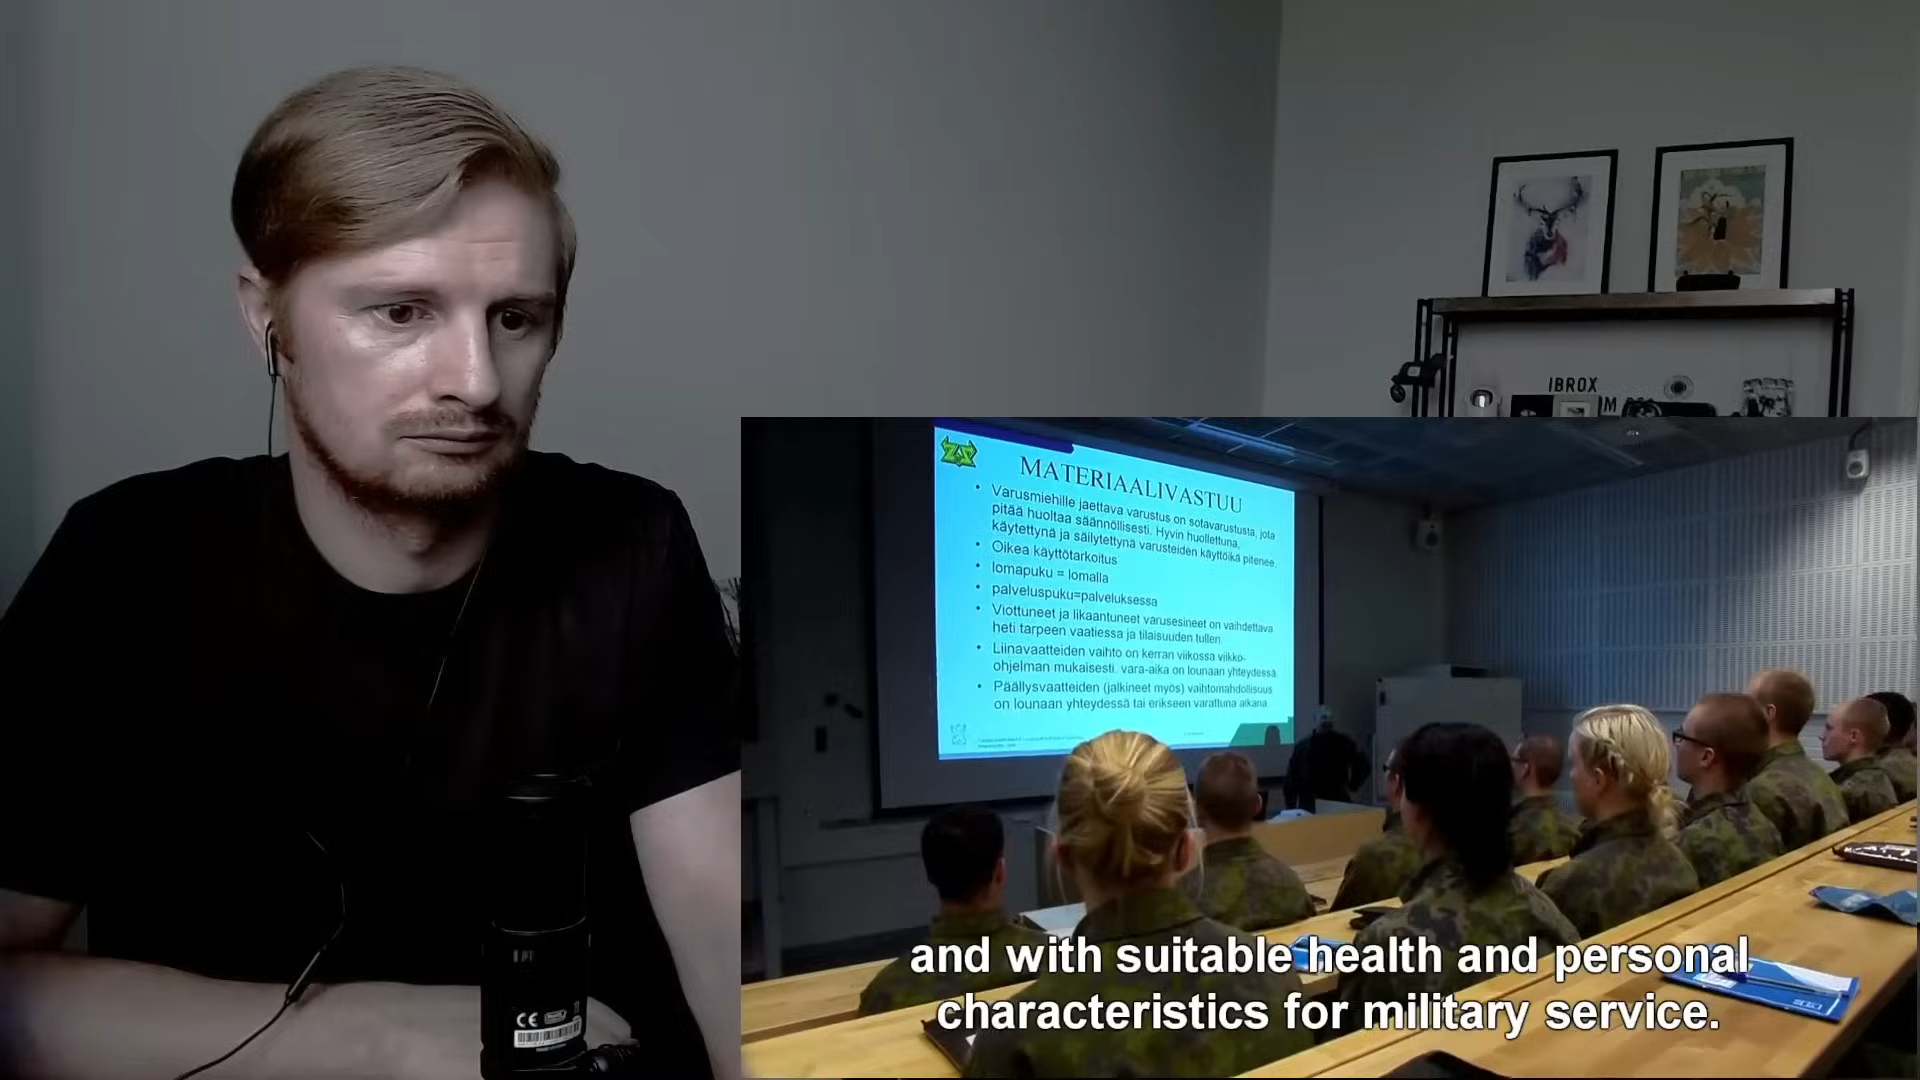 IBROX
MATERIAALIVASTUU
• Varusmiehille jaettava varustus on sotavarustusta, jota
pitää huoltaa säännöllisesti. Hyvin huollettuna,
käytettynä ja säilytettynä varusteiden käyttöikä pitenee.
• Oikea käyttötarkoitus
• lomapuku = lomalla
• palveluspuku=palveluksessa
• Viottuneet ja likaantuneet varusesineet on vaihdettava
heti tarpeen vaatiessa ja tilaisuuden tullen.
• Liinavaatteiden vaihto on kerran viikossa viikko-
ohjelman mukaisesti. vara-aika on lounaan yhteydessä
• Päällysvaatteiden (jalkineet myös) vaihtomahdollisuus
on lounaan yhteydessä tai erikseen varattuna aikana.
and with suitable health and personal
characteristics for military service.
CE